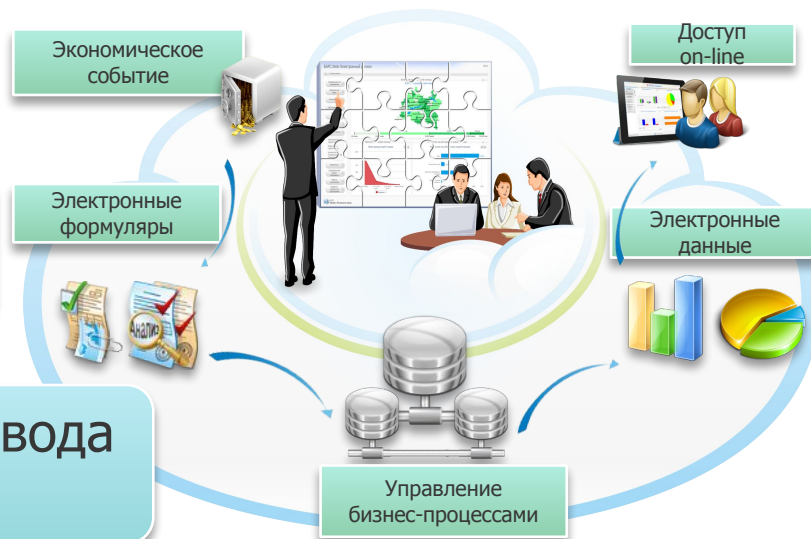 Экономическое
событие
Доступ
on-line
Электронные
формуляры
Электронные
данные
Анализ
вода
Управление
бизнес-процессами